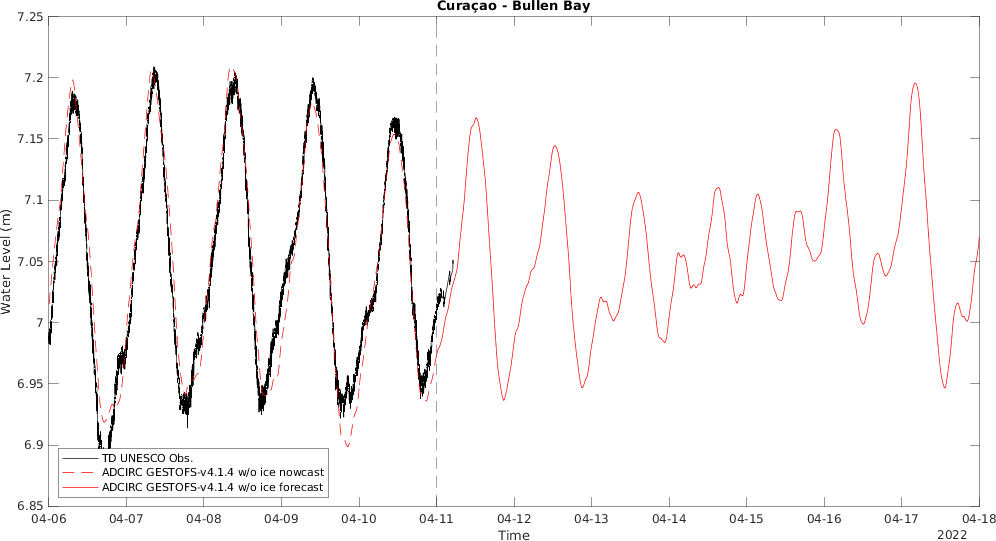 Curaçao - Bullen Bay
7.25
7.2
7.15
7.1
7.05
7
6.95
6.9
6.85
Water Level (m)
TD UNESCO Obs.
ADCIRC GESTOFS-v4.1.4 w/o ice nowcast
ADCIRC GESTOFS-v4.1.4 w/o ice forecast
04-06 04-07 04-08 04-09 04-10 04-11 04-12 04-13 04-14 04-15 04-16 04-17 04-18
Time
2022